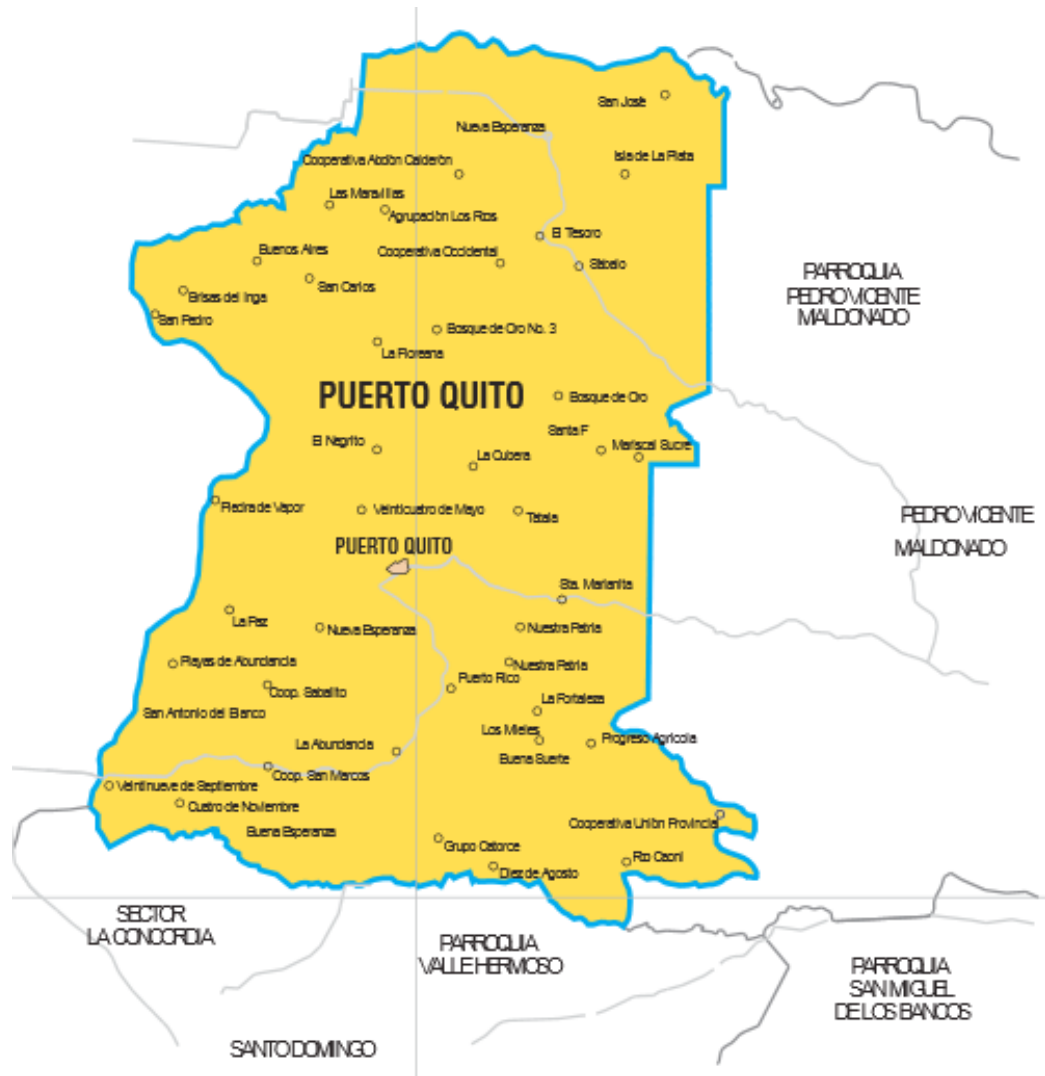 San José
Nueva Esperanza
Isla de La Plata
Cooperativa Abdón Calderón
Las Maravillas
Agrupación Los Rios
El Tesoro
Buenos Aires
Cooperativa Occidental
Sábalo
San Carlos
Brisas del Inga
San Pedro
Bosque de Oro No. 3
La Floreana
PARROQUIA
PEDRO VICENTE
MALDONADO
PUERTO QUITO
Bosque de Oro
Santa F
El Negrito
Mariscal Sucre
La Cubera
Piedra de Vapor
Veinticuatro de Mayo
Tatala
PEDRO VICENTE
MALDONADO
PUERTO QUITO
Sta. Marianita
La Paz
Nueva Esperanza
Nuestra Patria
Playas de Abundancia
Nuestra Patria
Puerto Rico
Coop. Sabalito
La Fortaleza
San Antonio del Blanco
Los Mieles
Progreso Agricola
La Abundancia
Buena Suerte
Coop. San Marcos
Veintinueve de Septiembre
Cuatro de Noviembre
Cooperativa Unión Provincial
Buena Esperanza
Grupo Catorce
Rco Caoni
Diez de Agosto
SECTOR
LA CONCORDIA
PARROQUIA
VALLE HERMOSO
PARROQUIA
SAN MIGUEL
DE LOS BANCOS
SANTO DOMINGO